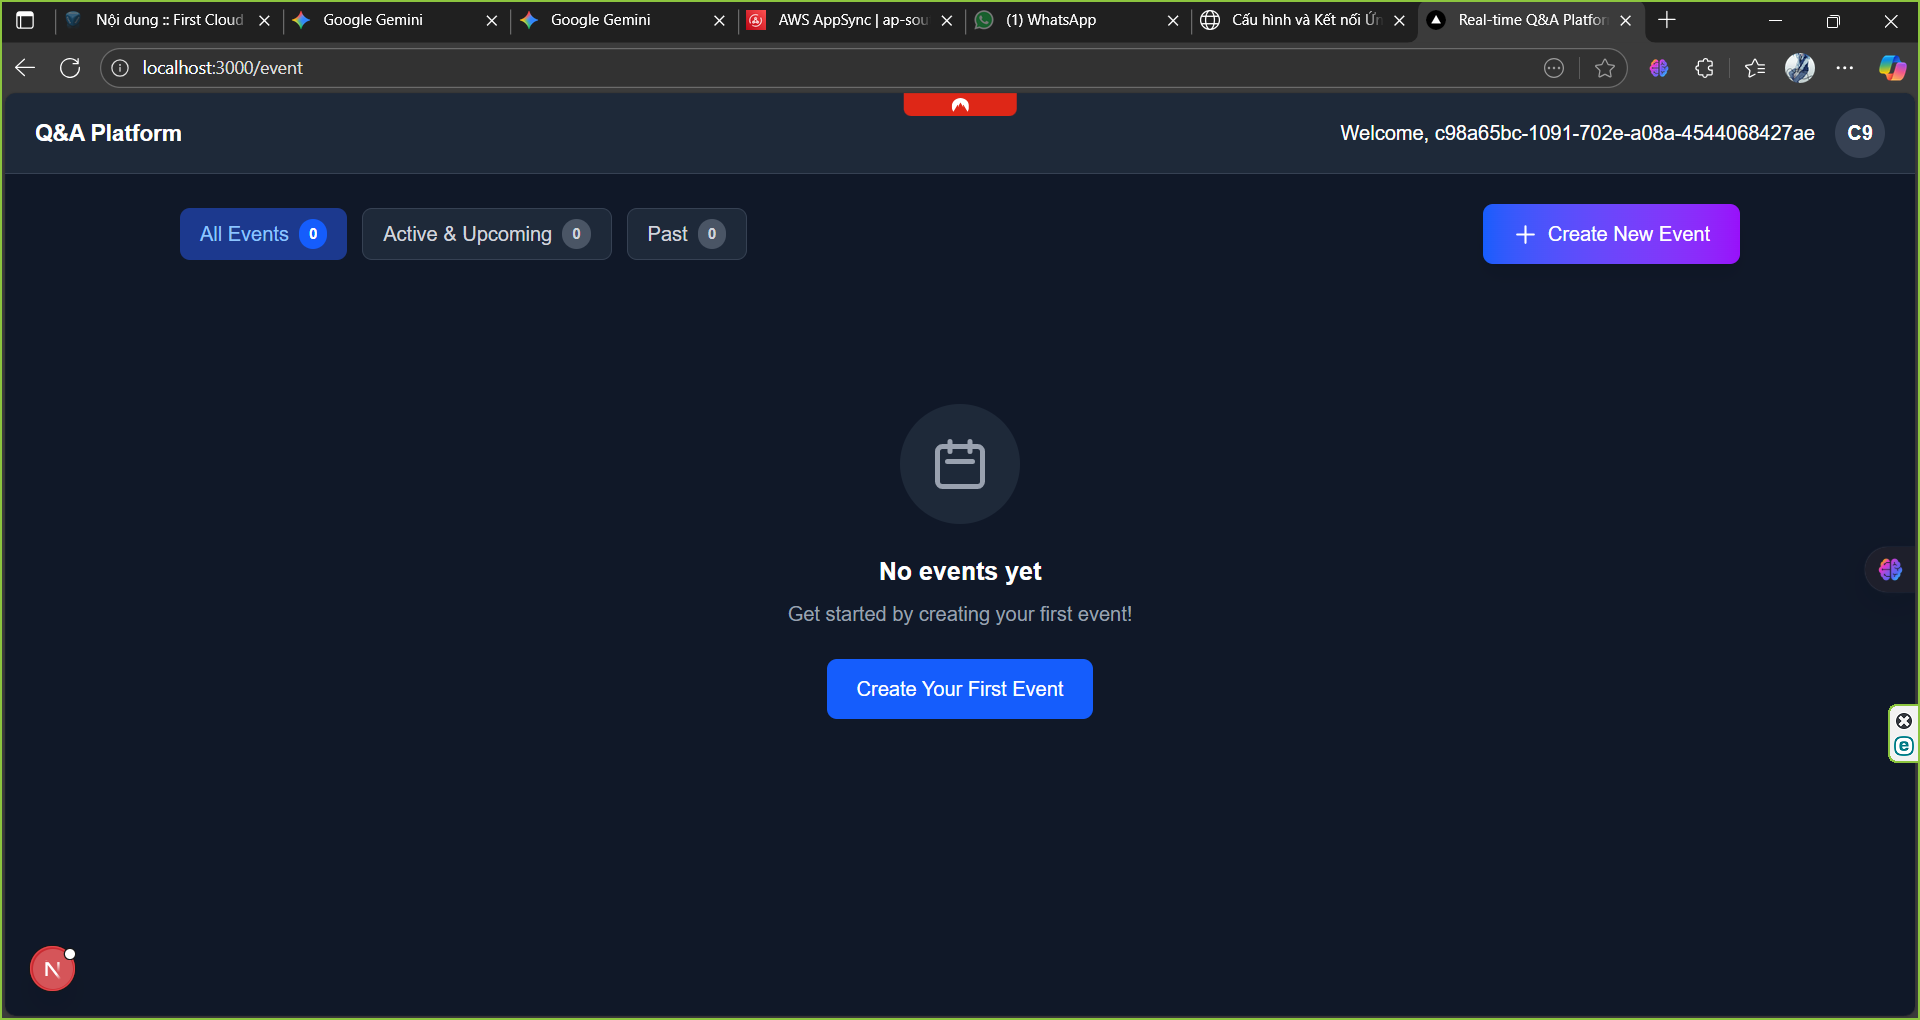 Nội dung :: First Cloud
Google Gemini
Google Gemini
AWS AppSync | ap-sou
(1) WhatsApp
Cấu hình và Kết nối Ứn
Real-time Q&A Platfor
localhost:3000/event
Q&A Platform
Welcome, c98a65bc-1091-702e-a08a-4544068427ae
C9
All Events 0
Active & Upcoming 0
Past 0
+ Create New Event
No events yet
Get started by creating your first event!
Create Your First Event
N